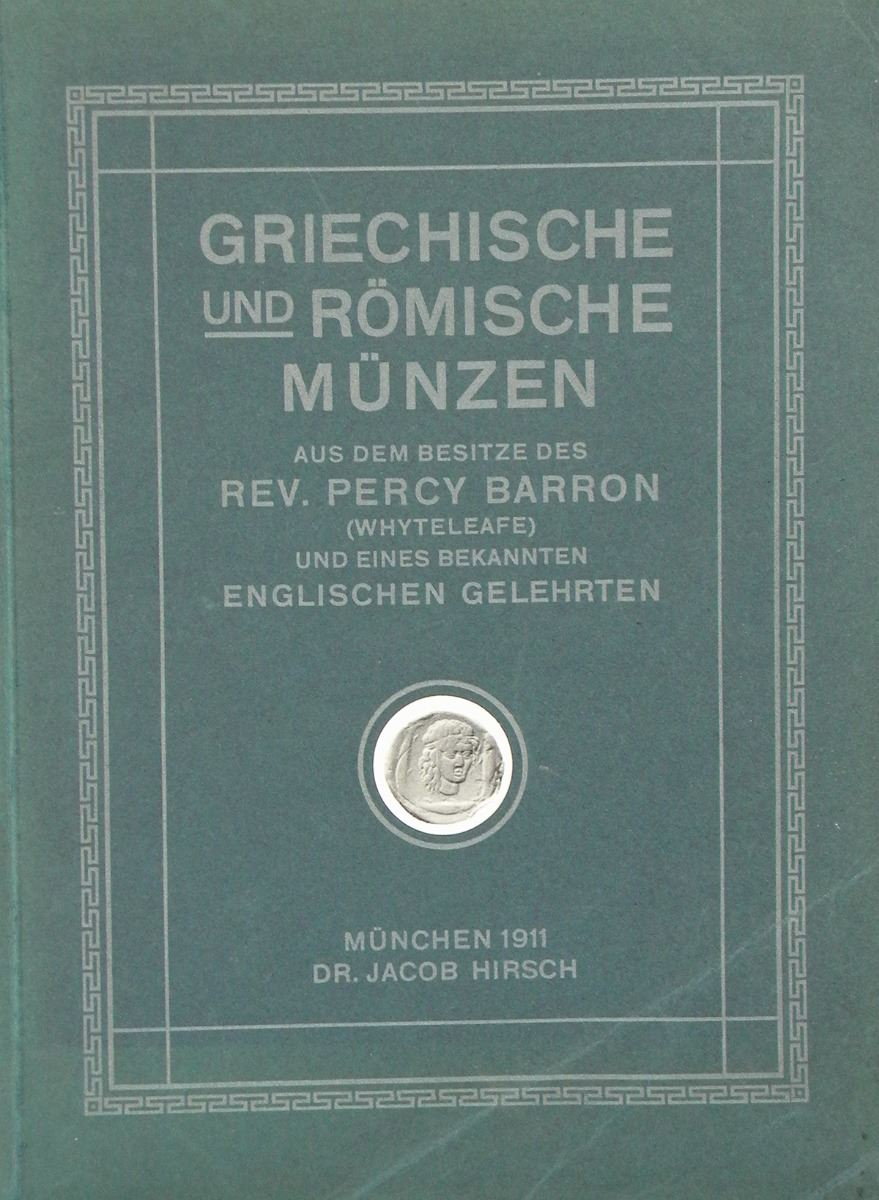 GRIECHISCHE
UND RÖMISCHE
MÜNZEN
AUS DEM BESITZE DES
REV. PERCY BARRON
(WHYTELEAFE)
UND EINES BEKANNTEN
ENGLISCHEN GELEHRTEN
MÜNCHEN 1911
DR. JACOB HIRSCH